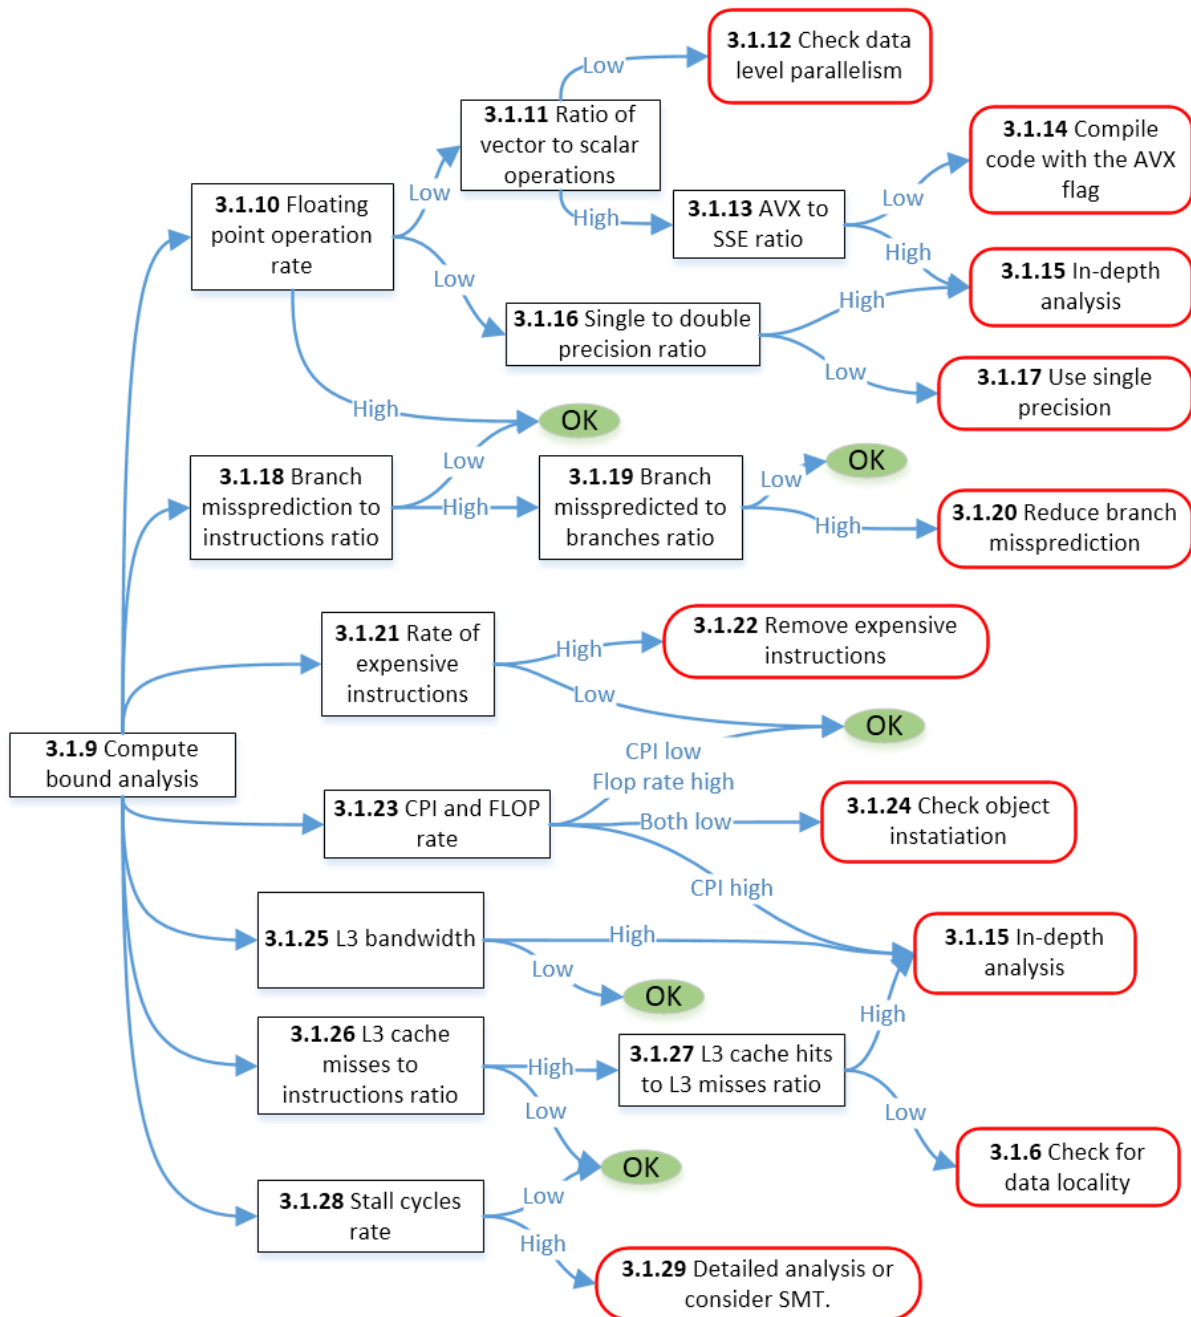 3.1.12 Check data
level parallelism
Low
3.1.11 Ratio of
vector to scalar
operations
3.1.14 Compile
code with the AVX
flag
Low
Low
3.1.10 Floating
point operation
rate
High
3.1.13 AVX to
SSE ratio
High
Low
3.1.15 In-depth
analysis
High
3.1.16 Single to double
precision ratio
Low
3.1.17 Use single
precision
High
OK
Low
3.1.18 Branch
missprediction to
instructions ratio
High
3.1.19 Branch
misspredicted to
branches ratio
Low
OK
High
3.1.20 Reduce branch
missprediction
3.1.21 Rate of
expensive
instructions
High
3.1.22 Remove expensive
instructions
Low
OK
3.1.9 Compute
bound analysis
CPI low
Flop rate high
3.1.23 CPI and FLOP
rate
Both low
3.1.24 Check object
instatiation
CPI high
3.1.25 L3 bandwidth
High
3.1.15 In-depth
analysis
Low
OK
3.1.26 L3 cache
misses to
instructions ratio
High
3.1.27 L3 cache hits
to L3 misses ratio
High
Low
Low
OK
3.1.6 Check for
data locality
3.1.28 Stall cycles
rate
Low
High
3.1.29 Detailed analysis or
consider SMT.